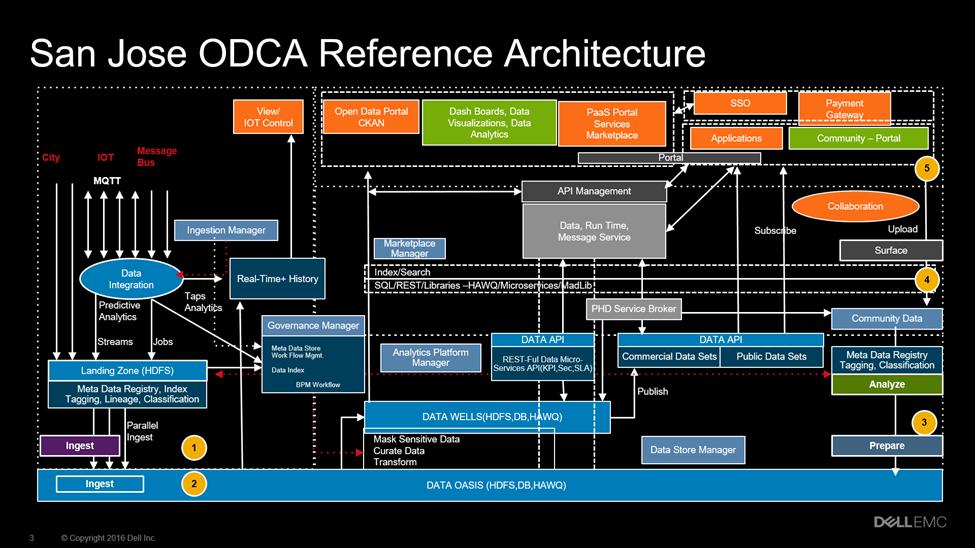 San Jose ODCA Reference Architecture
View/
IOT Control
Open Data Portal
CKAN
Dash Boards, Data
Visualizations, Data
Analytics
PaaS Portal
Services
Marketplace
SSO
Payment
Gateway
Applications
Community – Portal
Portal
5
City
IOT
Message
Bus
MQTT
API Management
Collaboration
Ingestion Manager
Data, Run Time,
Message Service
Subscribe
Upload
Marketplace
Manager
Surface
Data
Integration
Real-Time+ History
Index/Search
SQL/REST/Libraries –HAWQ/Microservices/MadLib
4
Taps
Analytics
Predictive
Analytics
PHD Service Broker
Community Data
Governance Manager
Streams
Jobs
Meta Data Store
Work Flow Mgmt.
Data Index
BPM Workflow
Analytics Platform
Manager
DATA API
REST-Ful Data Micro-
Services API(KPI,Sec,SLA)
DATA API
Commercial Data Sets
Public Data Sets
Meta Data Registry
Tagging, Classification
Landing Zone (HDFS)
Meta Data Registry, Index
Tagging, Lineage, Classification
Analyze
Publish
DATA WELLS(HDFS,DB,HAWQ)
3
Parallel
Ingest
Ingest
1
Mask Sensitive Data
Curate Data
Transform
Data Store Manager
Prepare
Ingest
2
DATA OASIS (HDFS,DB,HAWQ)
DELLEMC
3
© Copyright 2016 Dell Inc.